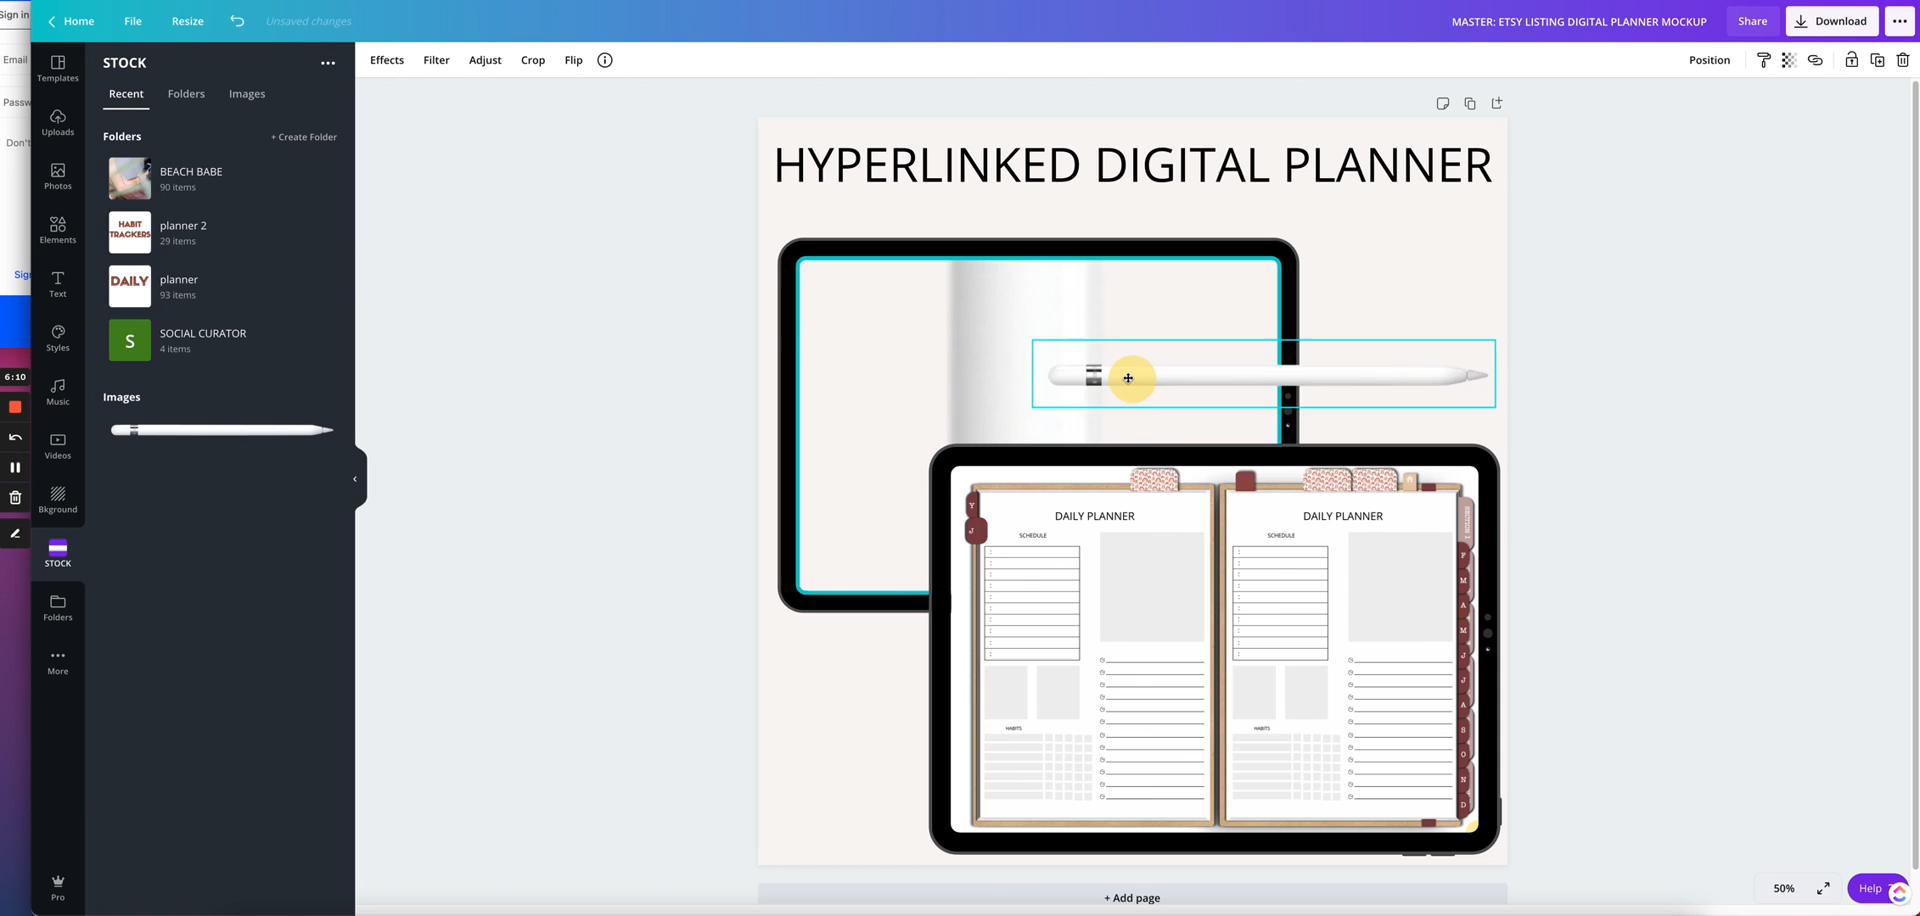 Sign in
Home
File
Resize
Unsaved changes
MASTER: ETSY LISTING DIGITAL PLANNER MOCKUP
Share
Download
Email
Passw
Don't
Sig
6:10
Templates
Uploads
Photos
Elements
Text
Styles
Music
Videos
Bkground
STOCK
Folders
More
Pro
STOCK
Recent
Folders
Images
Folders
+ Create Folder
BEACH BABE
90 items
HABIT
TRACKERS
planner 2
29 items
DAILY
planner
93 items
S
SOCIAL CURATOR
4 items
Images
Effects
Filter
Adjust
Crop
Flip
Position
HYPERLINKED DIGITAL PLANNER
Y
J
DAILY PLANNER
SCHEDULE
HABITS
DAILY PLANNER
SCHEDULE
HABITS
SECTION 1
F
M
A
M
J
J
A
S
O
N
D
+ Add page
50%
Help